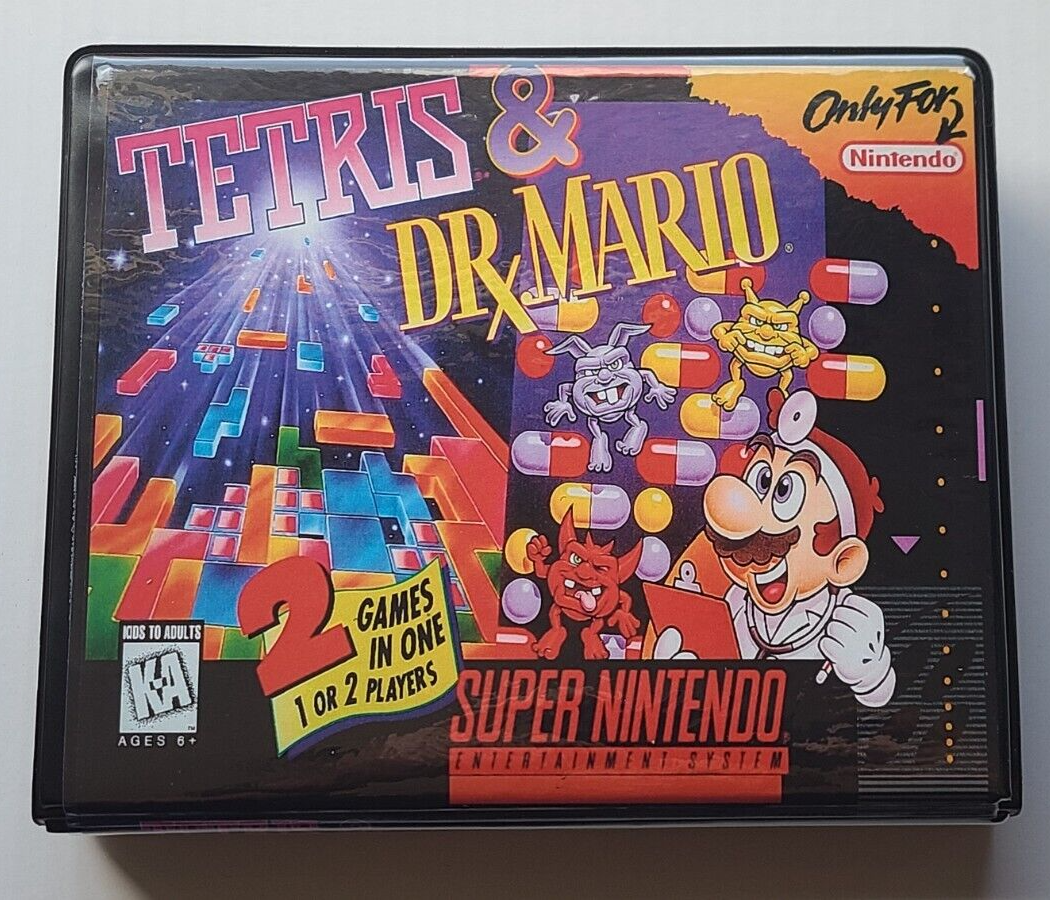 TETRIS &
DR. MARIO®
Only For
Nintendo®
2 GAMES
IN ONE
1 OR 2 PLAYERS
KIDS TO ADULTS
K-A
AGES 6+
SUPER NINTENDO
ENTERTAINMENT SYSTEM